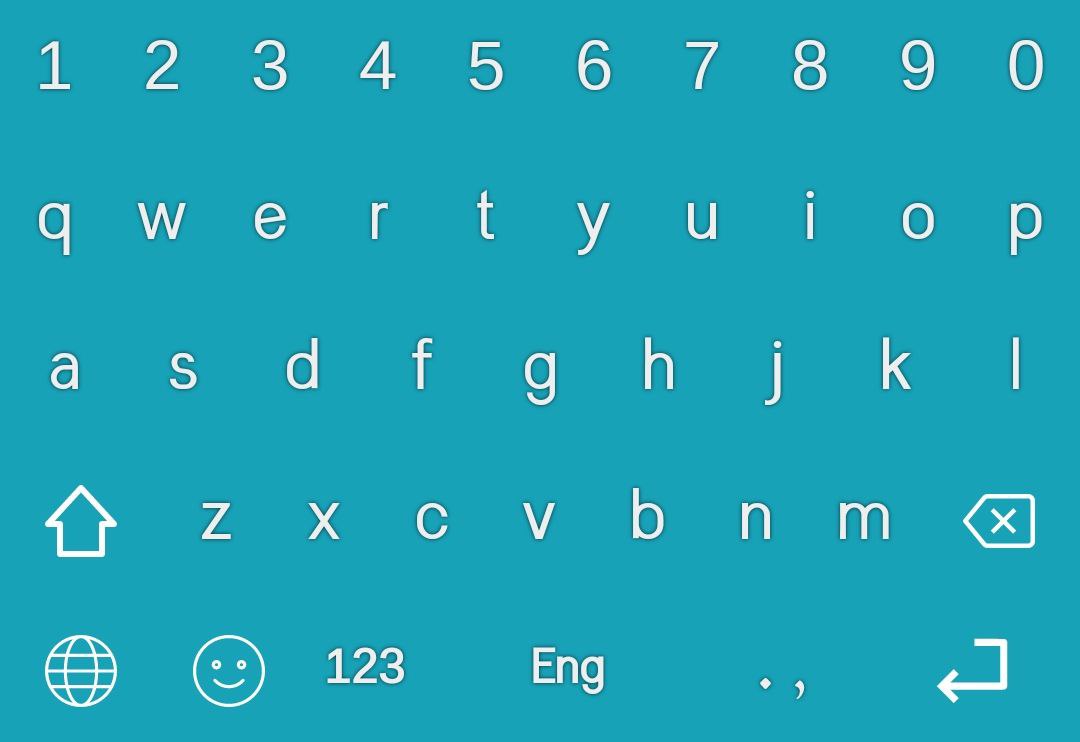 1 2 3 4 5 6 7 8 9 0
q w e r t y u i o p
a s d f g h j k l
z x c v b n m
123 Eng . ,